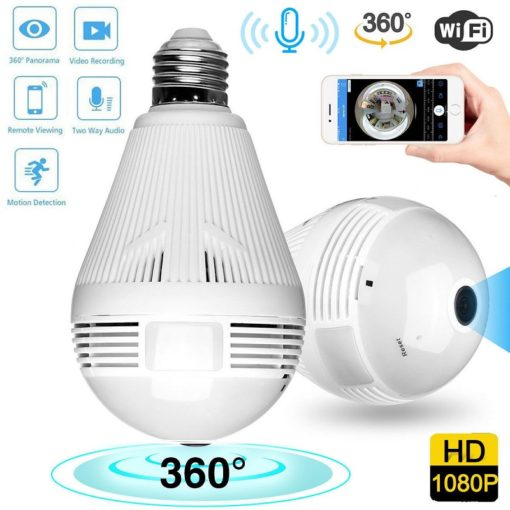 360° Panorama
Video Recording
360°
WiFi
Remote Viewing
Two Way Audio
Motion Detection
Reset
360°
HD
1080P